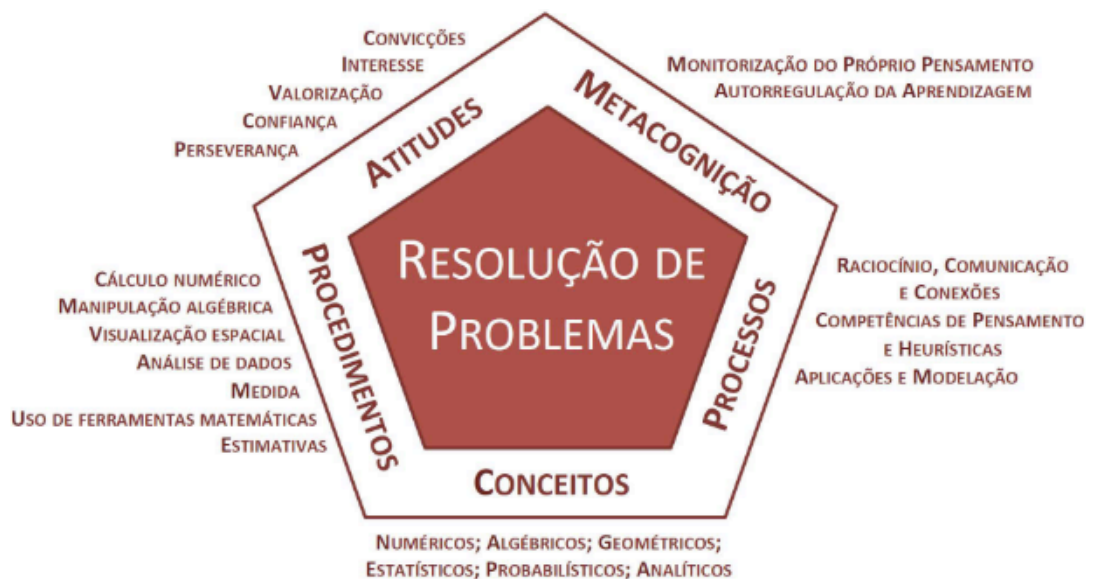 Convicções
Interesse
Valorização
Confiança
Perseverança
Atitudes
Metacognição
Monitorização do Próprio Pensamento
Autorregulação da Aprendizagem
Resolução de
Problemas
Cálculo numérico
Manipulação algébrica
Visualização espacial
Análise de dados
Medida
Uso de ferramentas matemáticas
Estimativas
Procedimentos
Processos
Raciocínio, Comunicação
e Conexões
Competências de Pensamento
e Heurísticas
Aplicações e Modelação
Conceitos
Numéricos; Algébricos; Geométricos;
Estatísticos; Probabilísticos; Analíticos